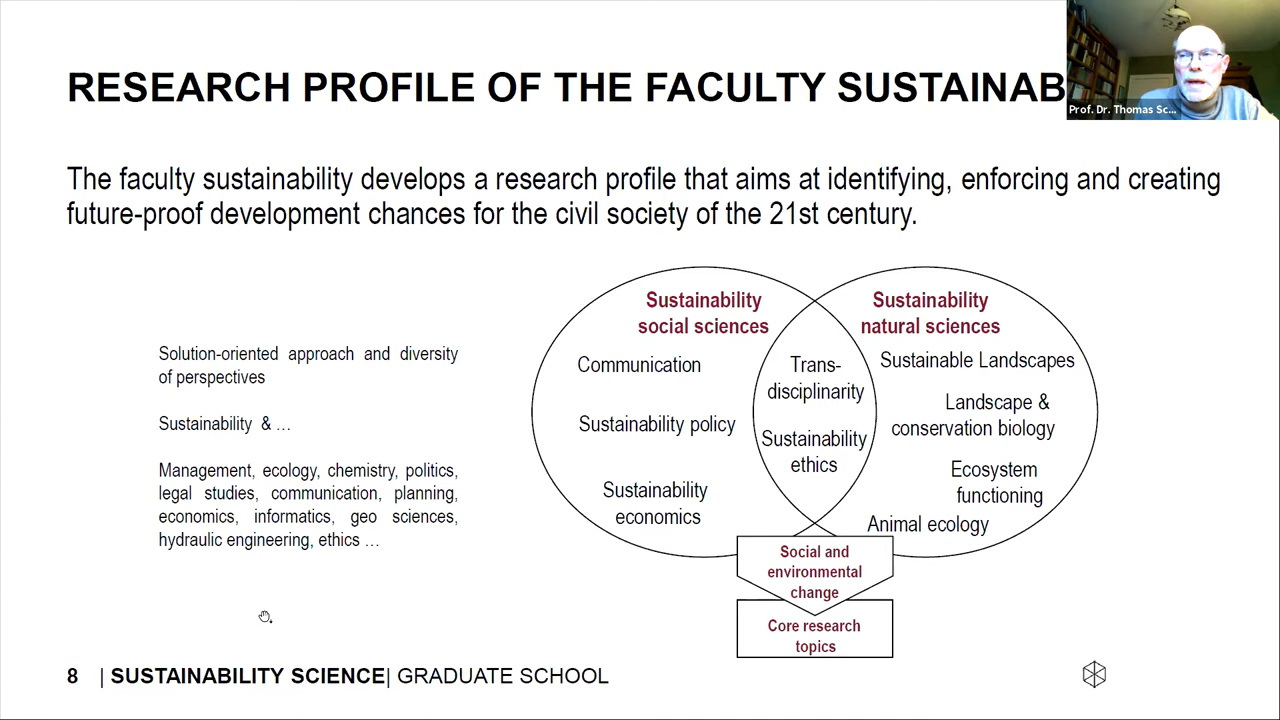 RESEARCH PROFILE OF THE FACULTY SUSTAINAB
Prof. Dr. Thomas Sc...
The faculty sustainability develops a research profile that aims at identifying, enforcing and creating
future-proof development chances for the civil society of the 21st century.
Solution-oriented approach and diversity
of perspectives
Sustainability & …
Management, ecology, chemistry, politics,
legal studies, communication, planning,
economics, informatics, geo sciences,
hydraulic engineering, ethics …
Sustainability
social sciences
Communication
Sustainability policy
Sustainability
economics
Trans-
disciplinarity
Sustainability
ethics
Sustainability
natural sciences
Sustainable Landscapes
Landscape &
conservation biology
Ecosystem
functioning
Animal ecology
Social and
environmental
change
Core research
topics
8 | SUSTAINABILITY SCIENCE| GRADUATE SCHOOL